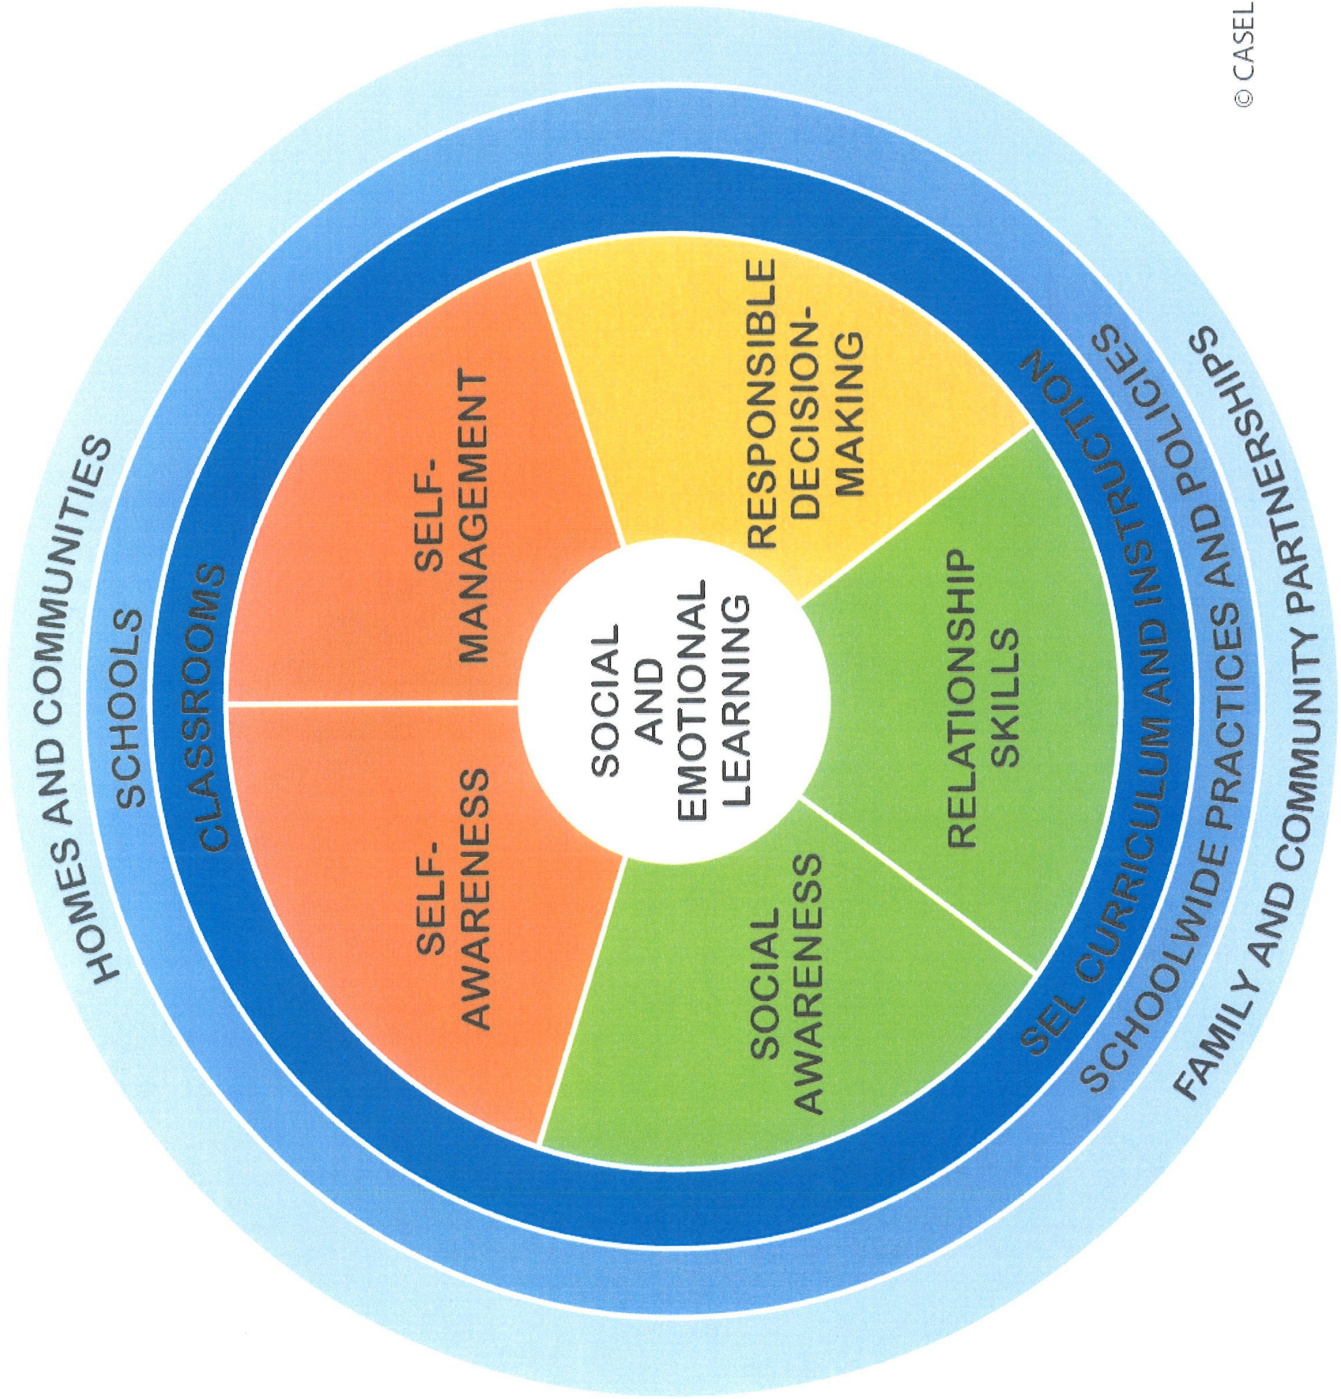 HOMES AND COMMUNITIES
SCHOOLS
CLASSROOMS
SELF-
AWARENESS
SELF-
MANAGEMENT
SOCIAL
AND
EMOTIONAL
LEARNING
SOCIAL
AWARENESS
RESPONSIBLE
DECISION-
MAKING
RELATIONSHIP
SKILLS
SEL CURRICULUM AND INSTRUCTION
SCHOOLWIDE PRACTICES AND POLICIES
FAMILY AND COMMUNITY PARTNERSHIPS
© CASEL